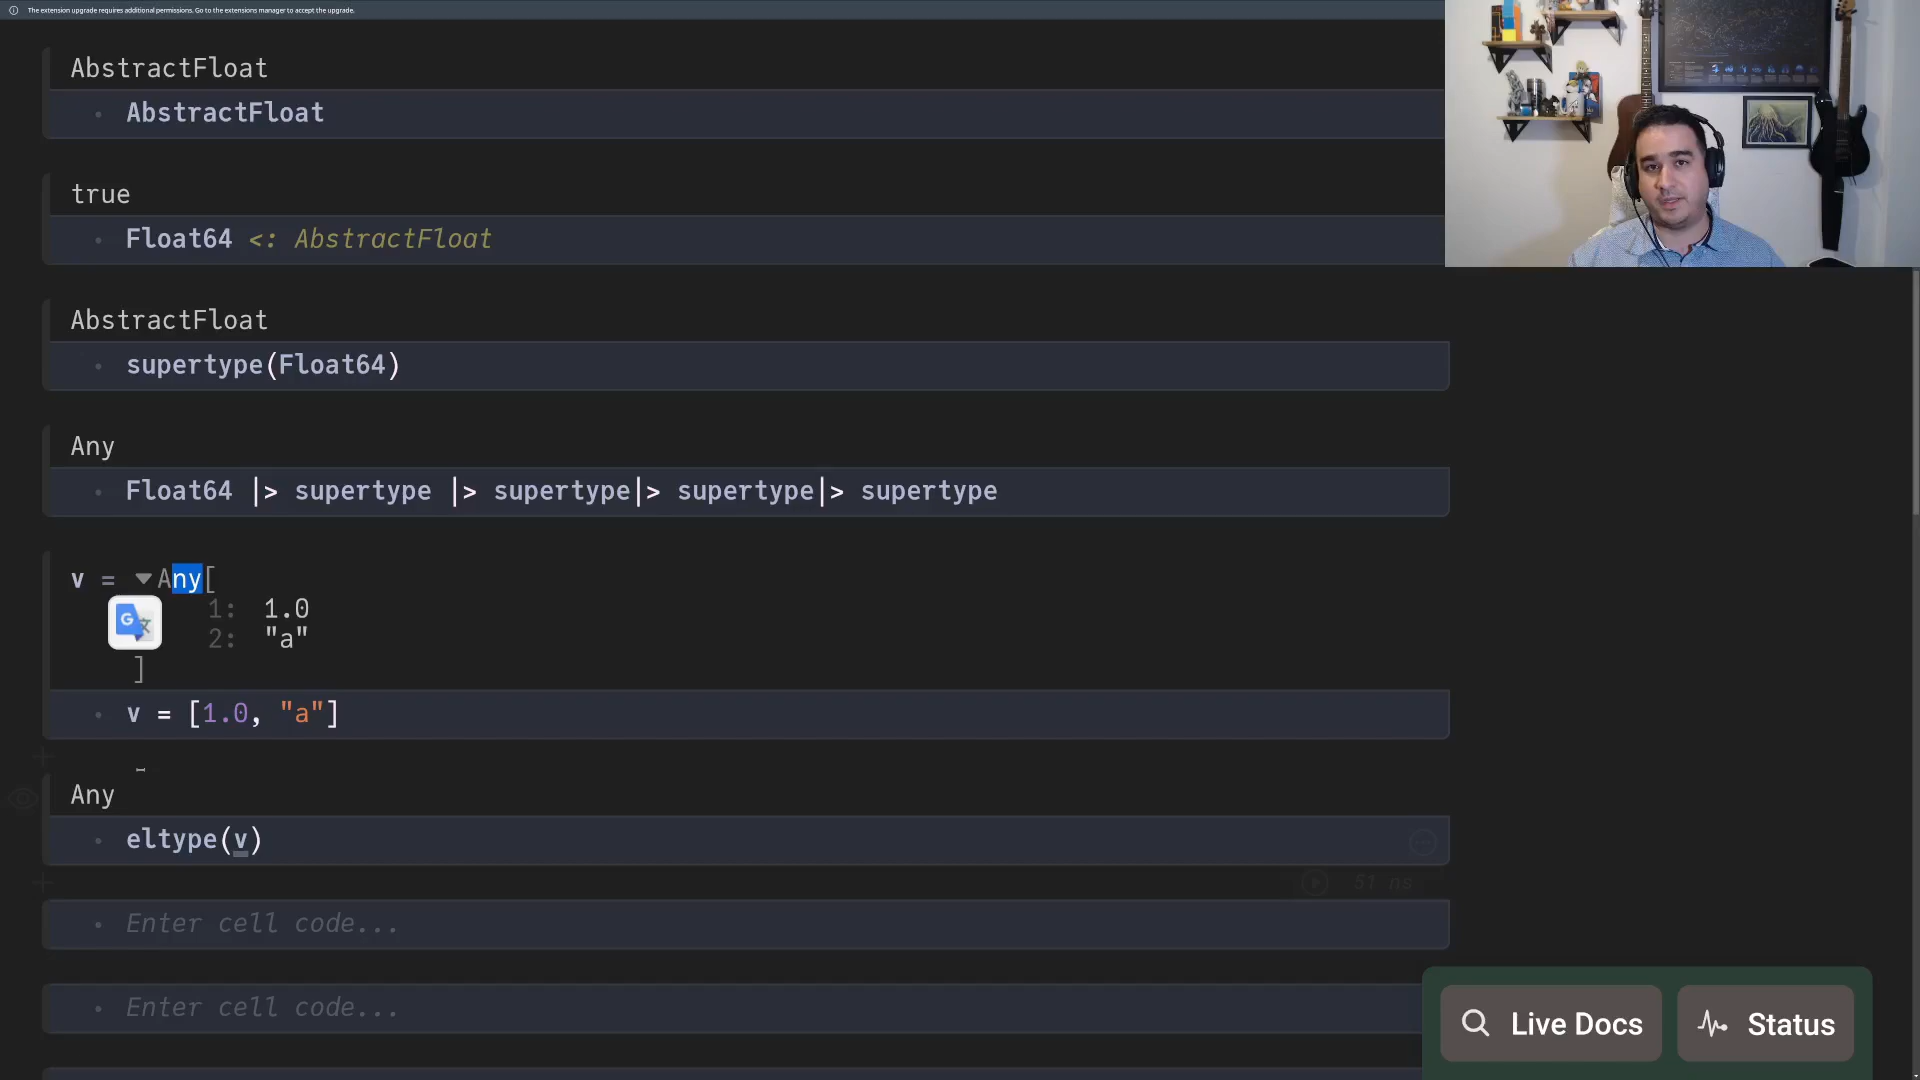 The extension upgrade requires additional permissions. Go to the extensions manager to accept the upgrade.
AbstractFloat
AbstractFloat
true
Float64 <: AbstractFloat
AbstractFloat
supertype(Float64)
Any
Float64 |> supertype |> supertype|> supertype|> supertype
v = Any[
1: 1.0
2: "a"
]
v = [1.0, "a"]
Any
eltype(v)
51 ns
Enter cell code...
Enter cell code...
Live Docs
Status